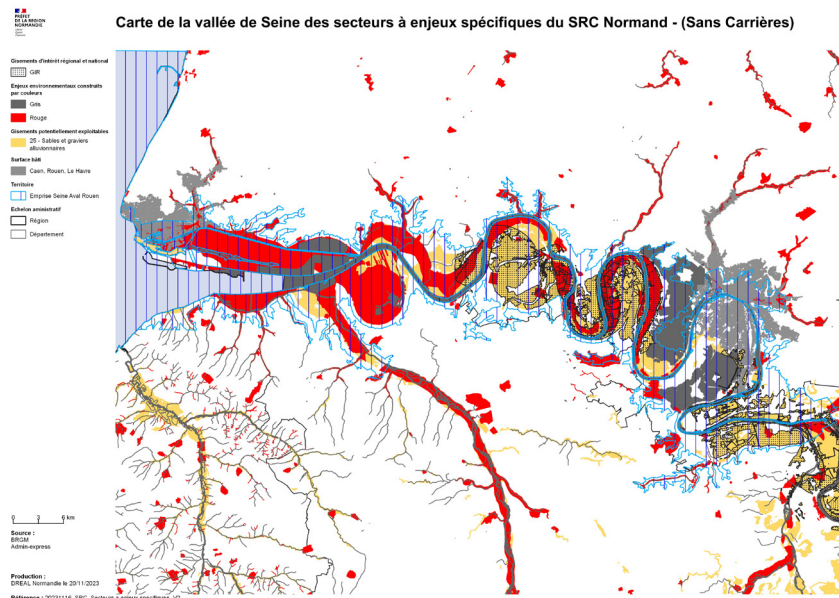 PRÉFET
DE LA RÉGION
NORMANDIE
Carte de la vallée de Seine des secteurs à enjeux spécifiques du SRC Normand - (Sans Carrières)
Gisements d'intérêt régional et national
GIR
Enjeux environmentaux construits
par couleurs
Gris
Rouge
Gisements potentiellement exploitables
25 - Sables et graviers
alluvionnaires
Surface bâti
Caen, Rouen, Le Havre
Territoire
Emprise Seine Aval Rouen
Echelon aministratif
Région
Département
0 3 6 km
Source :
BRGM
Admin-express
Production :
DREAL Normandie le 20/11/2023